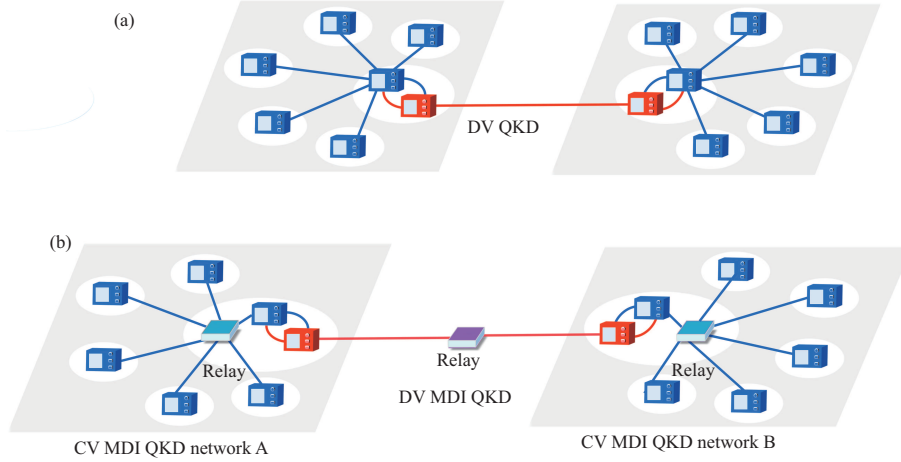 (a)
DV QKD
(b)
Relay
Relay
Relay
DV MDI QKD
CV MDI QKD network A
CV MDI QKD network B